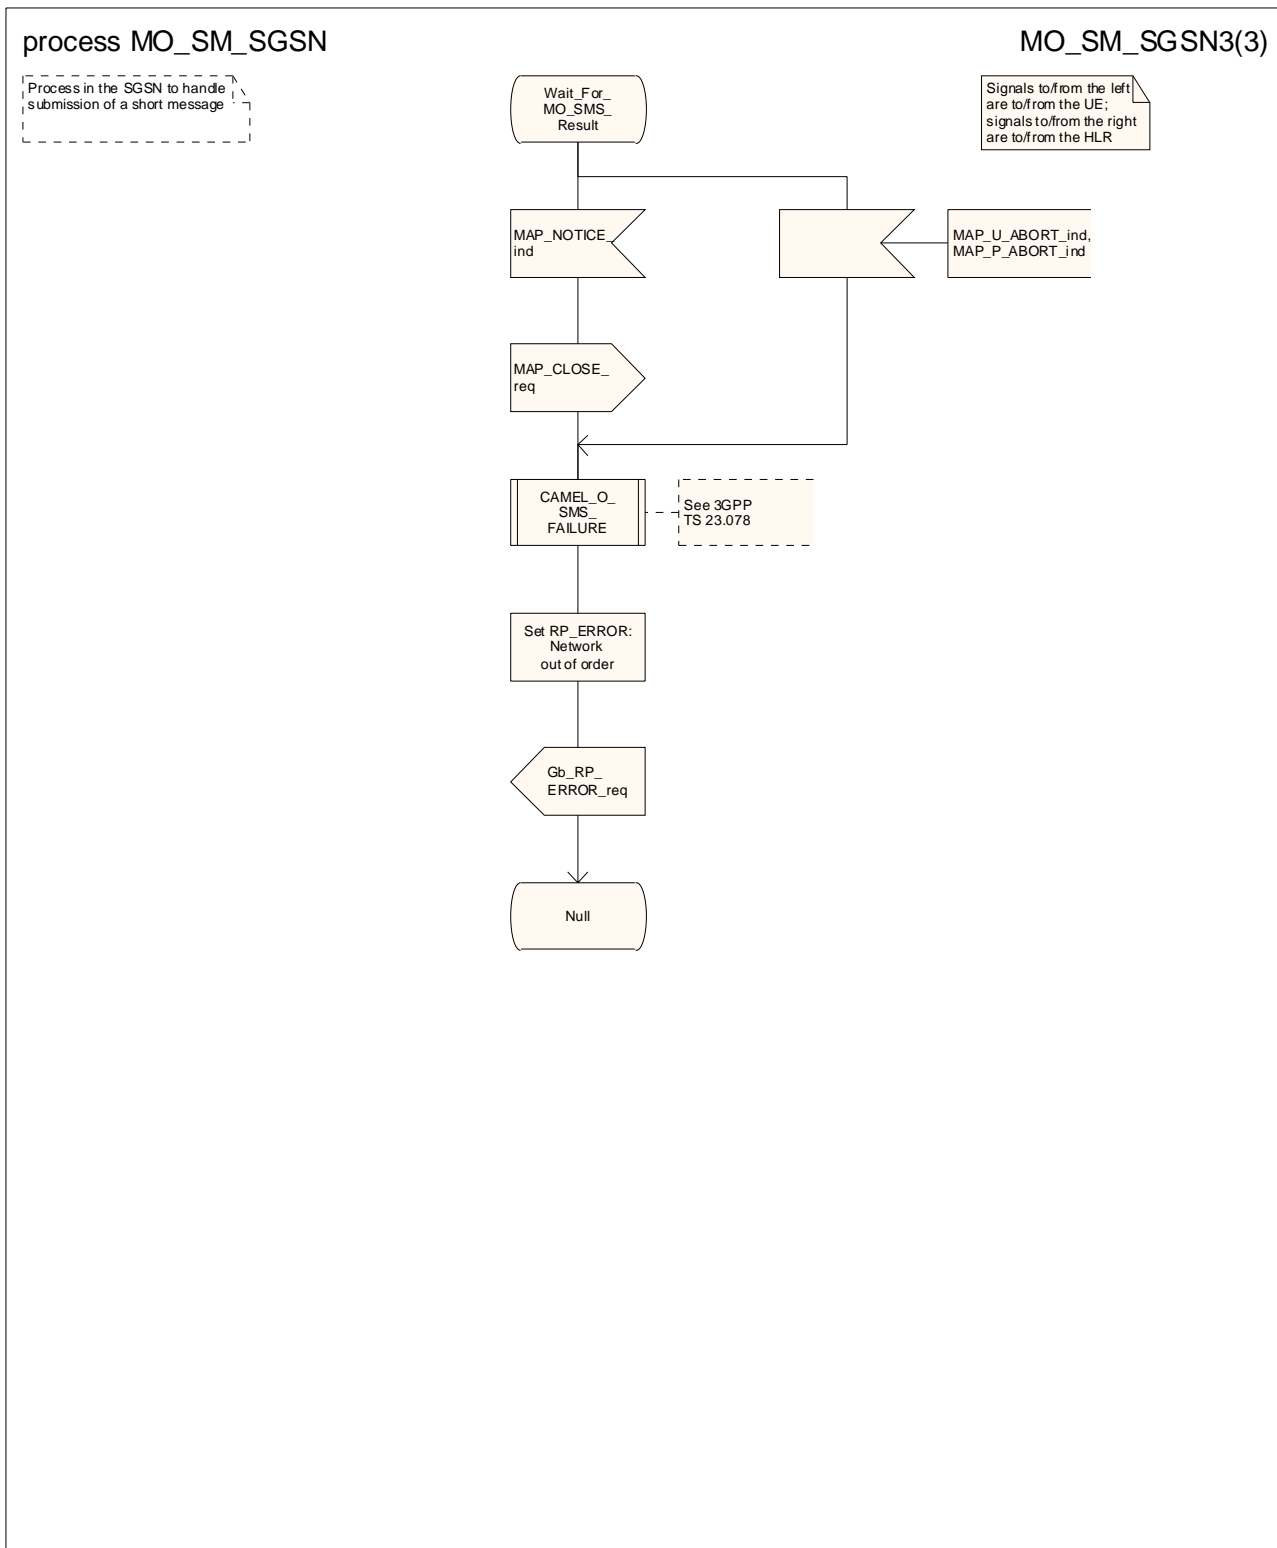 process MO_SM_SGSN
MO_SM_SGSN3(3)
Process in the SGSN to handle
submission of a short message
Wait_For_
MO_SMS_
Result
Signals to/from the left
are to/from the UE;
signals to/from the right
are to/from the HLR
MAP_NOTICE_
ind
MAP_U_ABORT_ind,
MAP_P_ABORT_ind
MAP_CLOSE_
req
CAMEL_O_
SMS_
FAILURE
See 3GPP
TS 23.078
Set RP_ERROR:
Network
out of order
Gb_RP_
ERROR_req
Null